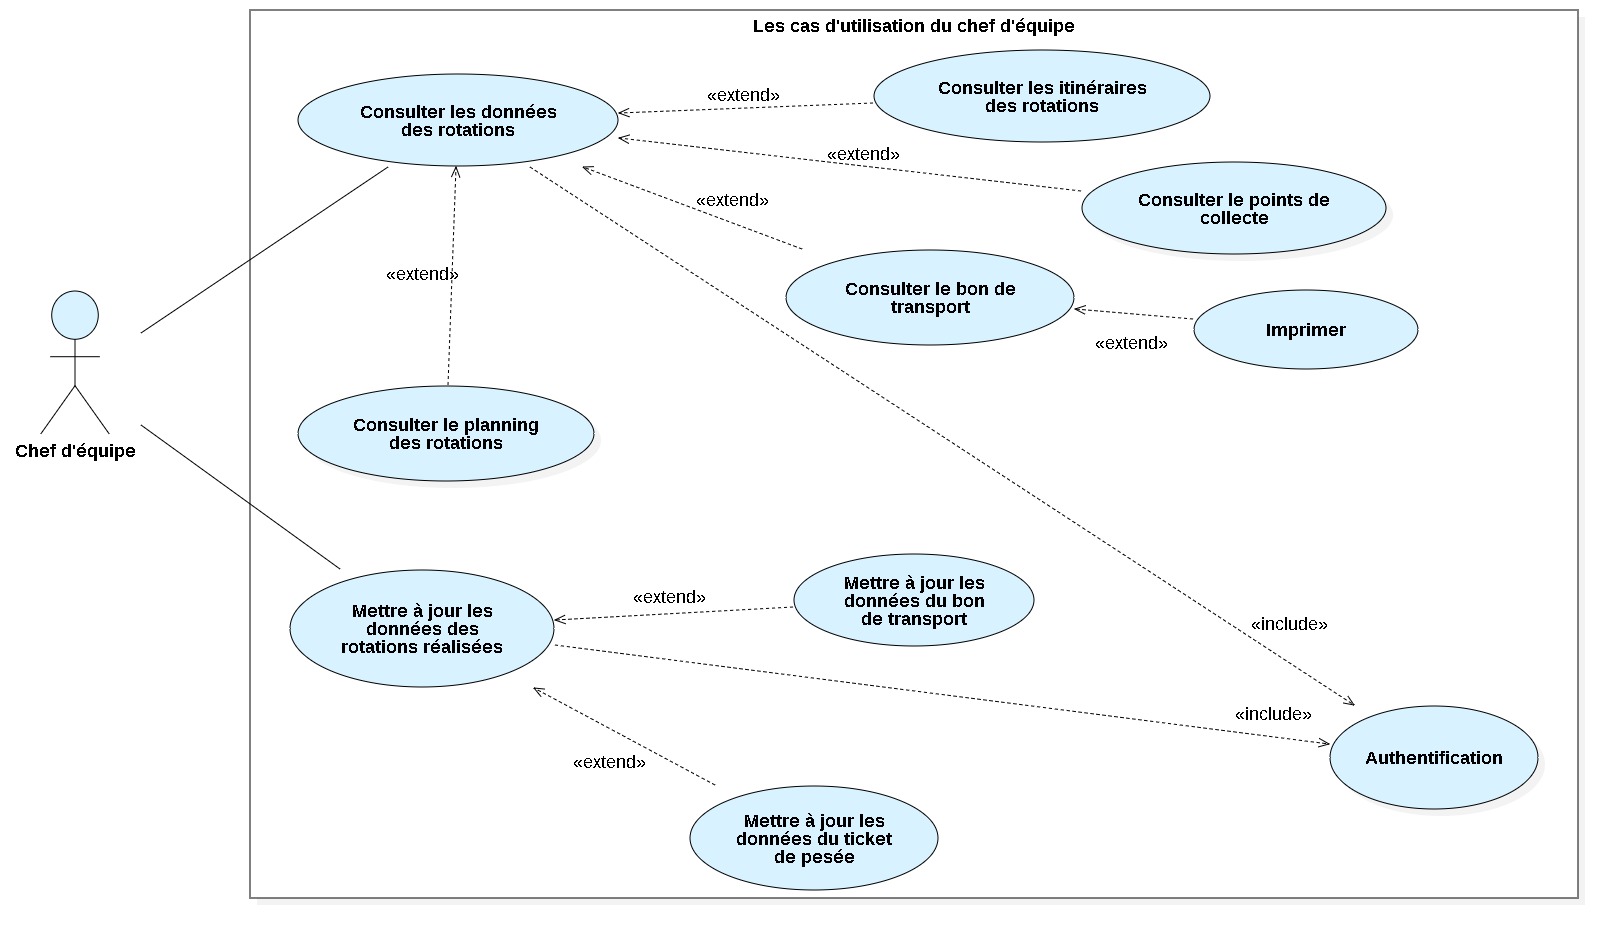 Les cas d'utilisation du chef d'équipe
Consulter les données
des rotations
«extend»
Consulter les itinéraires
des rotations
«extend»
Consulter le points de
collecte
«extend»
Consulter le bon de
transport
«extend»
Imprimer
«extend»
Chef d'équipe
Consulter le planning
des rotations
Mettre à jour les
données des
rotations réalisées
«extend»
Mettre à jour les
données du bon
de transport
«include»
«include»
Authentification
«extend»
Mettre à jour les
données du ticket
de pesée